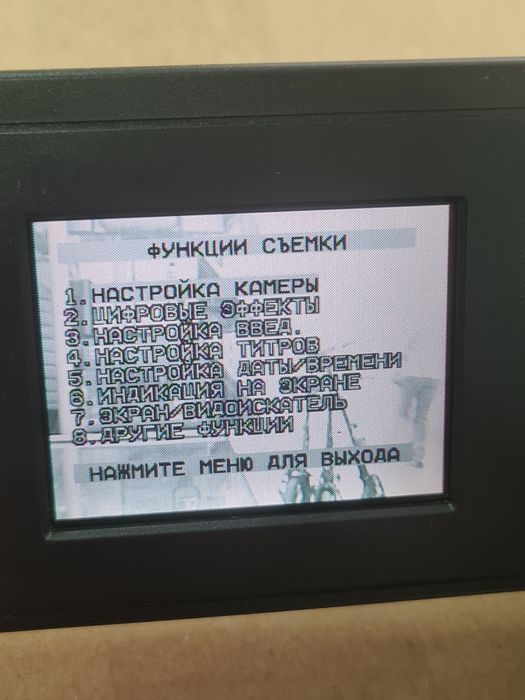 ФУНКЦИИ СЪЕМКИ
1.НАСТРОЙКА КАМЕРЫ
2.ЦИФРОВЫЕ ЭФФЕКТЫ
3.НАСТРОЙКА ВВЕД.
4.НАСТРОЙКА ТИТРОВ
5.НАСТРОЙКА ДАТЫ/ВРЕМЕНИ
6.ИНДИКАЦИЯ НА ЭКРАНЕ
7.ЭКРАН/ВИДОИСКАТЕЛЬ
8.ДРУГИЕ ФУНКЦИИ
НАЖМИТЕ МЕНЮ ДЛЯ ВЫХОДА